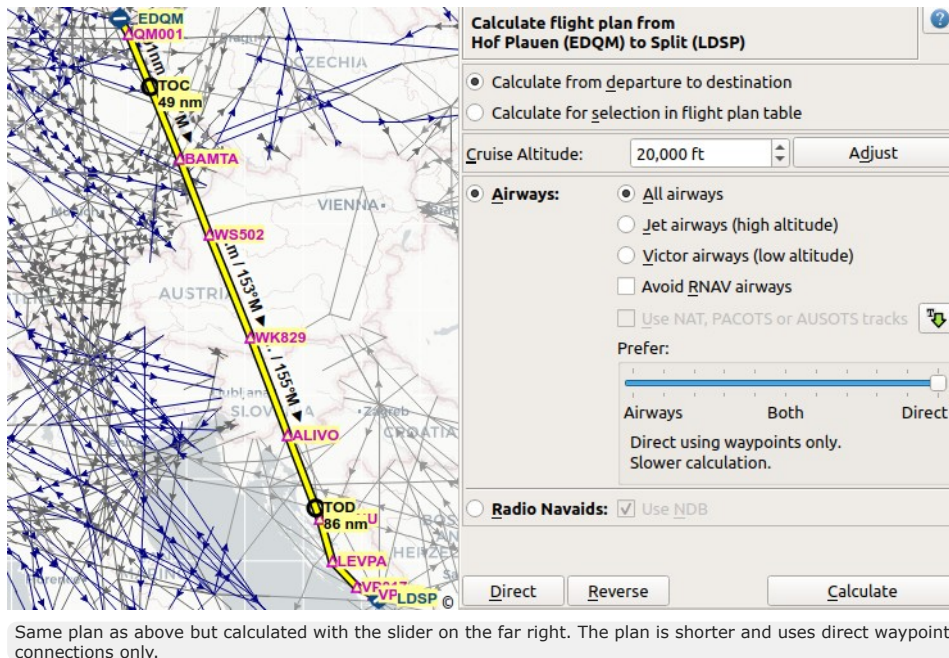 EDQM
QM001
TOC
49 nm
CZECHIA
BAMTA
VIENNA
WS502
/ 153°M
AUSTRI
WK829
/ 155°M
SLOV
Zagreb
CROATIA
ALIVO
TOD
86 nm
LEVPA
LDSP ©
Calculate flight plan from
Hof Plauen (EDQM) to Split (LDSP)
Calculate from departure to destination
Calculate for selection in flight plan table
Cruise Altitude:
20,000 ft
Adjust
Airways:
All airways
Jet airways (high altitude)
Victor airways (low altitude)
Avoid RNAV airways
Use NAT, PACOTS or AUSOTS tracks
Prefer:
Airways Both Direct
Direct using waypoints only.
Slower calculation.
Radio Navaids: Use NDB
Direct Reverse Calculate
Same plan as above but calculated with the slider on the far right. The plan is shorter and uses direct waypoint
connections only.